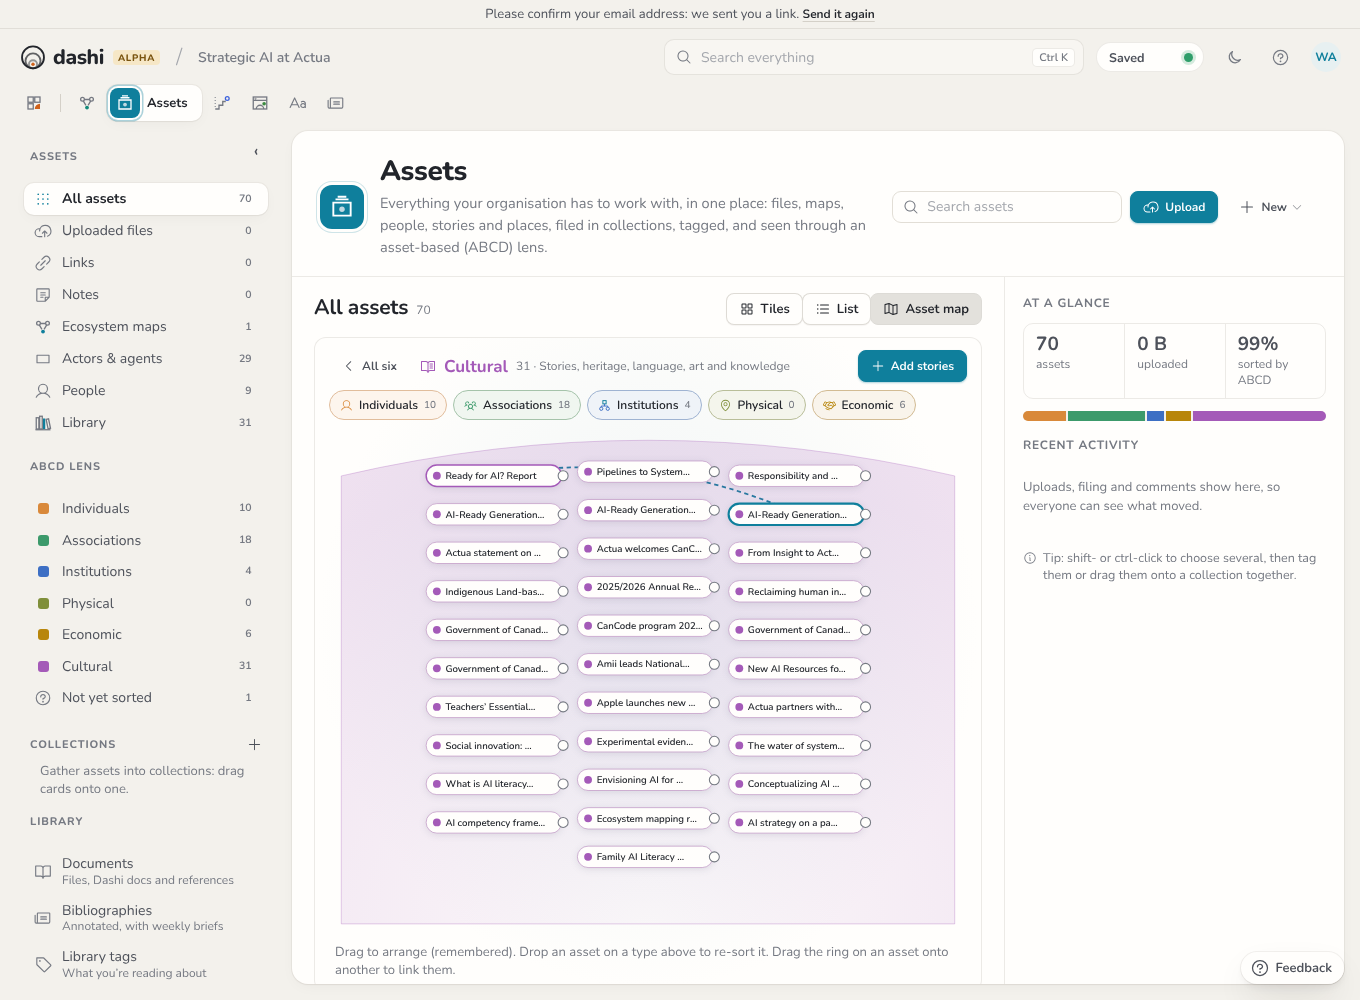 Please confirm your email address: we sent you a link. Send it again
dashi ALPHA / Strategic AI at Actua
Search everything Ctrl K
Saved
WA
Assets
Aa
ASSETS
All assets 70
Uploaded files 0
Links 0
Notes 0
Ecosystem maps 1
Actors & agents 29
People 9
Library 31
ABCD LENS
Individuals 10
Associations 18
Institutions 4
Physical 0
Economic 6
Cultural 31
Not yet sorted 1
COLLECTIONS
Gather assets into collections: drag
cards onto one.
LIBRARY
Documents
Files, Dashi docs and references
Bibliographies
Annotated, with weekly briefs
Library tags
What you're reading about
Assets
Everything your organisation has to work with, in one place: files, maps,
people, stories and places, filed in collections, tagged, and seen through an
asset-based (ABCD) lens.
Search assets
Upload
New
All assets 70
Tiles
List
Asset map
All six
Cultural 31 · Stories, heritage, language, art and knowledge
Add stories
Individuals 10
Associations 18
Institutions 4
Physical 0
Economic 6
Ready for AI? Report
Pipelines to System...
Responsibility and ...
AI-Ready Generation...
AI-Ready Generation...
AI-Ready Generation...
Actua statement on ...
Actua welcomes CanC...
From Insight to Act...
Indigenous Land-bas...
2025/2026 Annual Re...
Reclaiming human in...
Government of Canad...
CanCode program 202...
Government of Canad...
Government of Canad...
Amii leads National...
New AI Resources fo...
Teachers' Essential...
Apple launches new ...
Actua partners with...
Social innovation: ...
Experimental eviden...
The water of system...
What is AI literacy...
Envisioning AI for ...
Conceptualizing AI ...
AI competency frame...
Ecosystem mapping r...
AI strategy on a pa...
Family AI Literacy ...
Drag to arrange (remembered). Drop an asset on a type above to re-sort it. Drag the ring on an asset onto
another to link them.
AT A GLANCE
70
assets
0 B
uploaded
99%
sorted by
ABCD
RECENT ACTIVITY
Uploads, filing and comments show here, so
everyone can see what moved.
Tip: shift- or ctrl-click to choose several, then tag
them or drag them onto a collection together.
Feedback